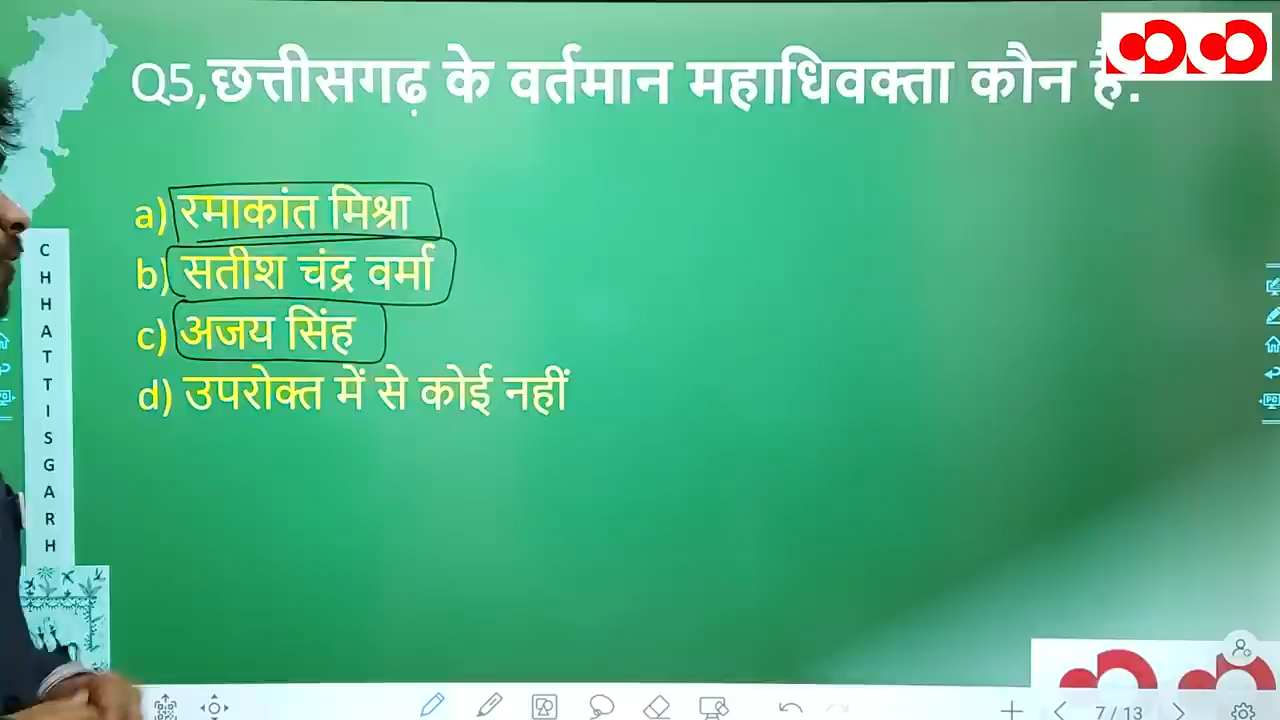 Q5,छत्तीसगढ़ के वर्तमान महाधिवक्ता कौन है.
a) रमाकांत मिश्रा
b) सतीश चंद्र वर्मा
c) अजय सिंह
d) उपरोक्त में से कोई नहीं
CHHATTISGARH
7 / 13